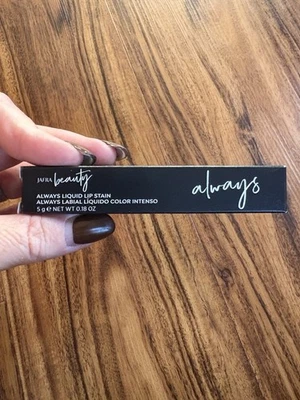 JAFRA beauty
ALWAYS LIQUID LIP STAIN
ALWAYS LABIAL LÍQUIDO COLOR INTENSO
5 g e NET WT 0.18 OZ
always